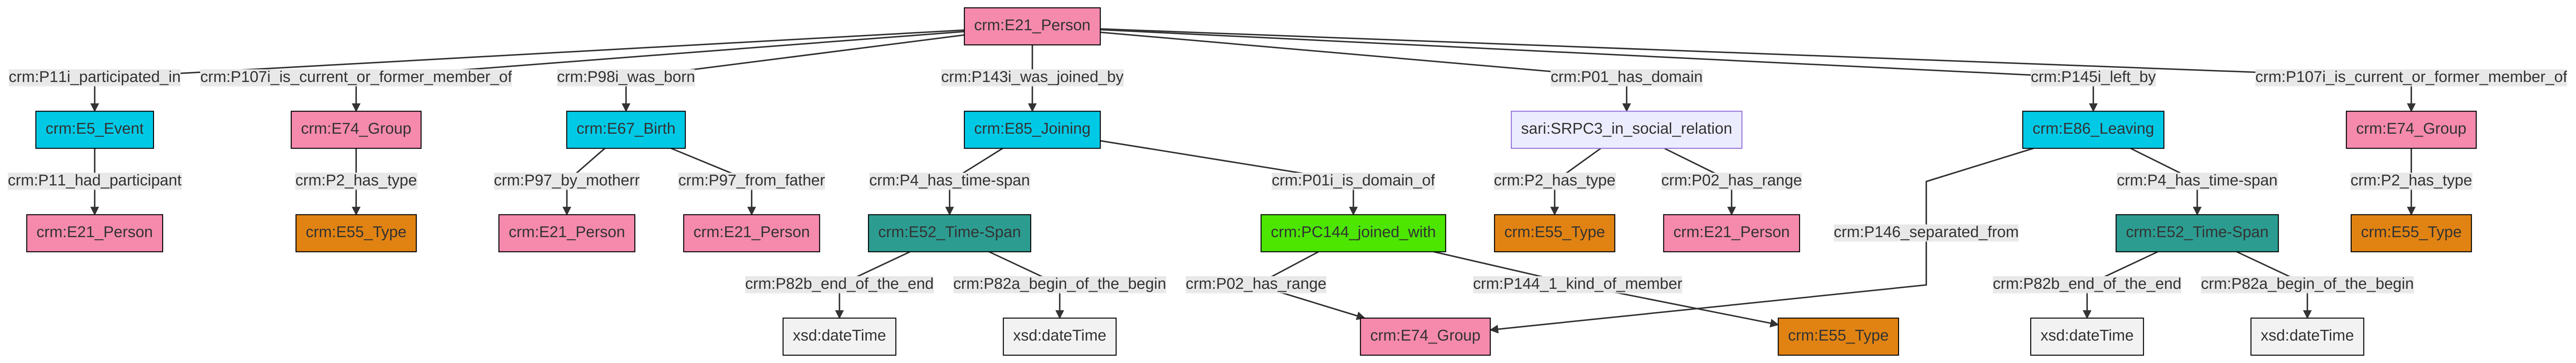 crm:E21_Person
crm:P11i_participated_in
crm:P107i_is_current_or_former_member_of
crm:P98i_was_born
crm:P143i_was_joined_by
crm:P01_has_domain
crm:P145i_left_by
crm:P107i_is_current_or_former_member_of
crm:E5_Event
crm:E74_Group
crm:E67_Birth
crm:E85_Joining
sari:SRPC3_in_social_relation
crm:E86_Leaving
crm:E74_Group
crm:P11_had_participant
crm:P2_has_type
crm:P97_by_motherr
crm:P97_from_father
crm:P4_has_time-span
crm:P01i_is_domain_of
crm:P2_has_type
crm:P02_has_range
crm:P4_has_time-span
crm:P2_has_type
crm:E21_Person
crm:E55_Type
crm:E21_Person
crm:E21_Person
crm:E52_Time-Span
crm:PC144_joined_with
crm:E55_Type
crm:E21_Person
crm:P146_separated_from
crm:E52_Time-Span
crm:E55_Type
crm:P82b_end_of_the_end
crm:P82a_begin_of_the_begin
crm:P02_has_range
crm:P144_1_kind_of_member
crm:P82b_end_of_the_end
crm:P82a_begin_of_the_begin
xsd:dateTime
xsd:dateTime
crm:E74_Group
crm:E55_Type
xsd:dateTime
xsd:dateTime